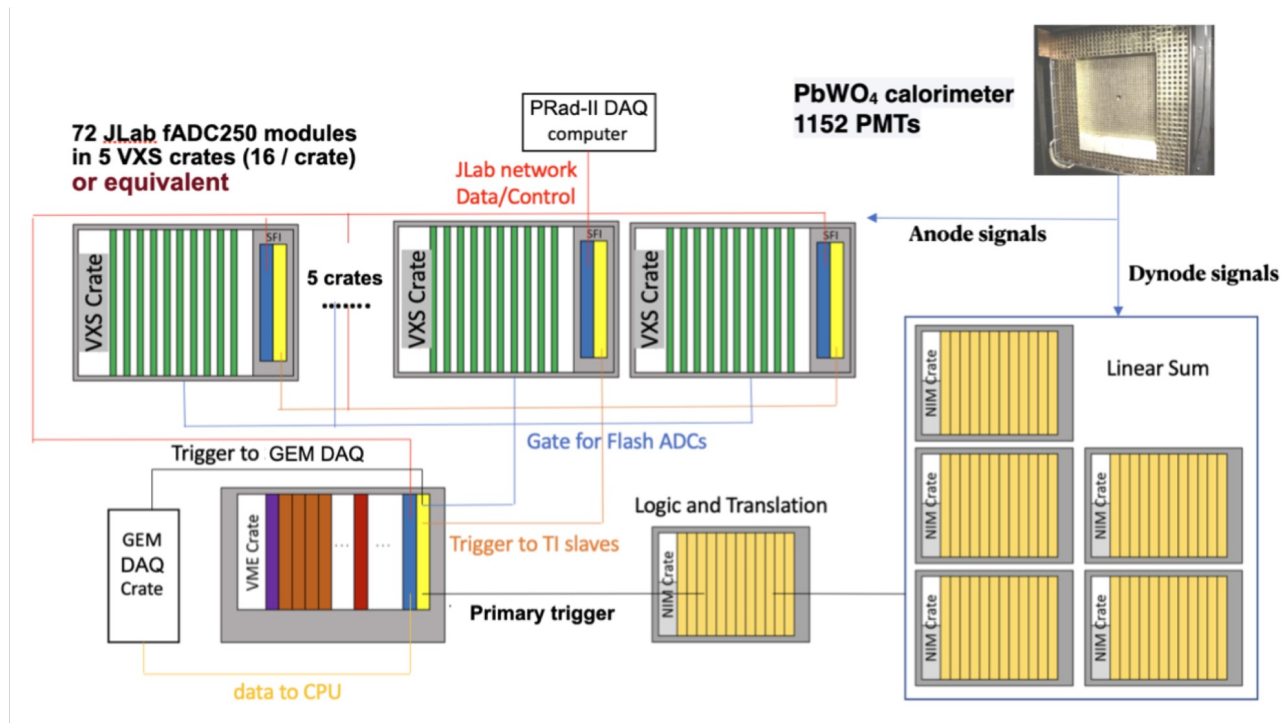 PbWO₄ calorimeter
1152 PMTs
PRad-II DAQ
computer
72 JLab fADC250 modules
in 5 VXS crates (16 / crate)
or equivalent
JLab network
Data/Control
Anode signals
Dynode signals
VXS Crate
SFI
5 crates
.......
VXS Crate
SFI
VXS Crate
SFI
Linear Sum
NIM Crate
NIM Crate
NIM Crate
NIM Crate
NIM Crate
Gate for Flash ADCs
Trigger to GEM DAQ
GEM
DAQ
Crate
VME Crate
...
...
Trigger to TI slaves
Logic and Translation
NIM Crate
Primary trigger
data to CPU